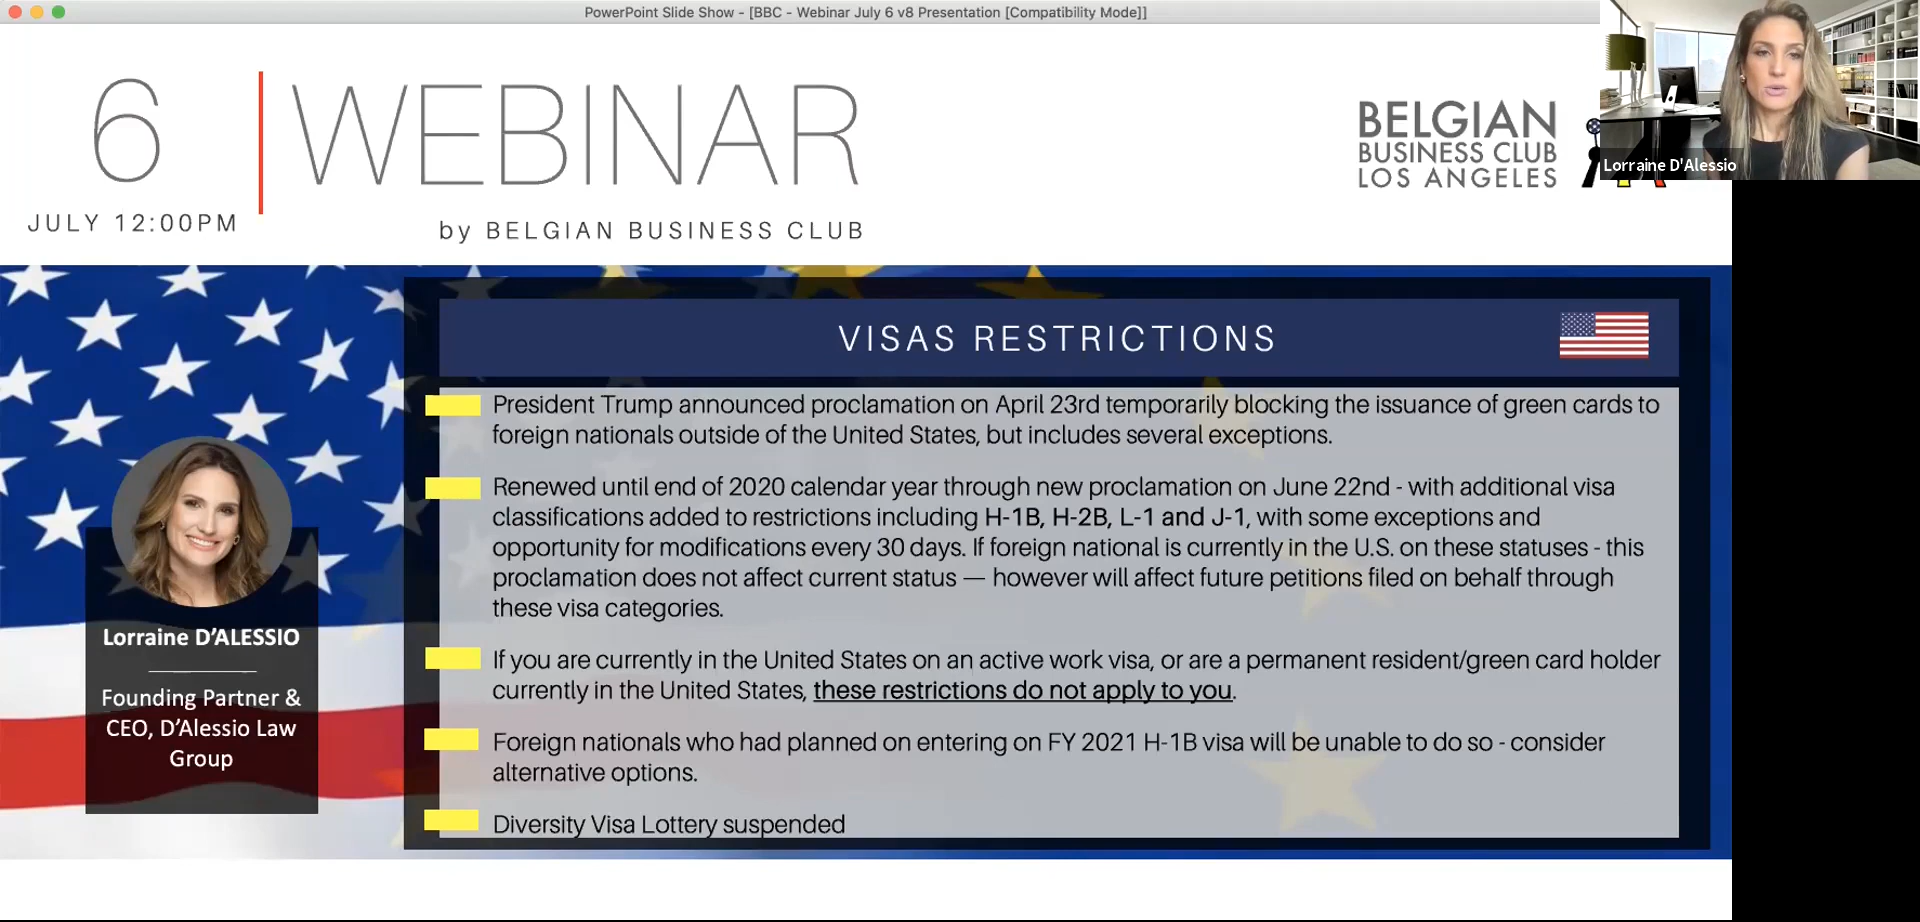 PowerPoint Slide Show - [BBC - Webinar July 6 v8 Presentation [Compatibility Mode]]
6
JULY 12:00PM
WEBINAR
by BELGIAN BUSINESS CLUB
BELGIAN
BUSINESS CLUB
LOS ANGELES
Lorraine D'Alessio
VISAS RESTRICTIONS
President Trump announced proclamation on April 23rd temporarily blocking the issuance of green cards to
foreign nationals outside of the United States, but includes several exceptions.
Renewed until end of 2020 calendar year through new proclamation on June 22nd - with additional visa
classifications added to restrictions including H-1B, H-2B, L-1 and J-1, with some exceptions and
opportunity for modifications every 30 days. If foreign national is currently in the U.S. on these statuses - this
proclamation does not affect current status — however will affect future petitions filed on behalf through
these visa categories.
If you are currently in the United States on an active work visa, or are a permanent resident/green card holder
currently in the United States, these restrictions do not apply to you.
Foreign nationals who had planned on entering on FY 2021 H-1B visa will be unable to do so - consider
alternative options.
Diversity Visa Lottery suspended
Lorraine D’ALESSIO
Founding Partner &
CEO, D’Alessio Law
Group